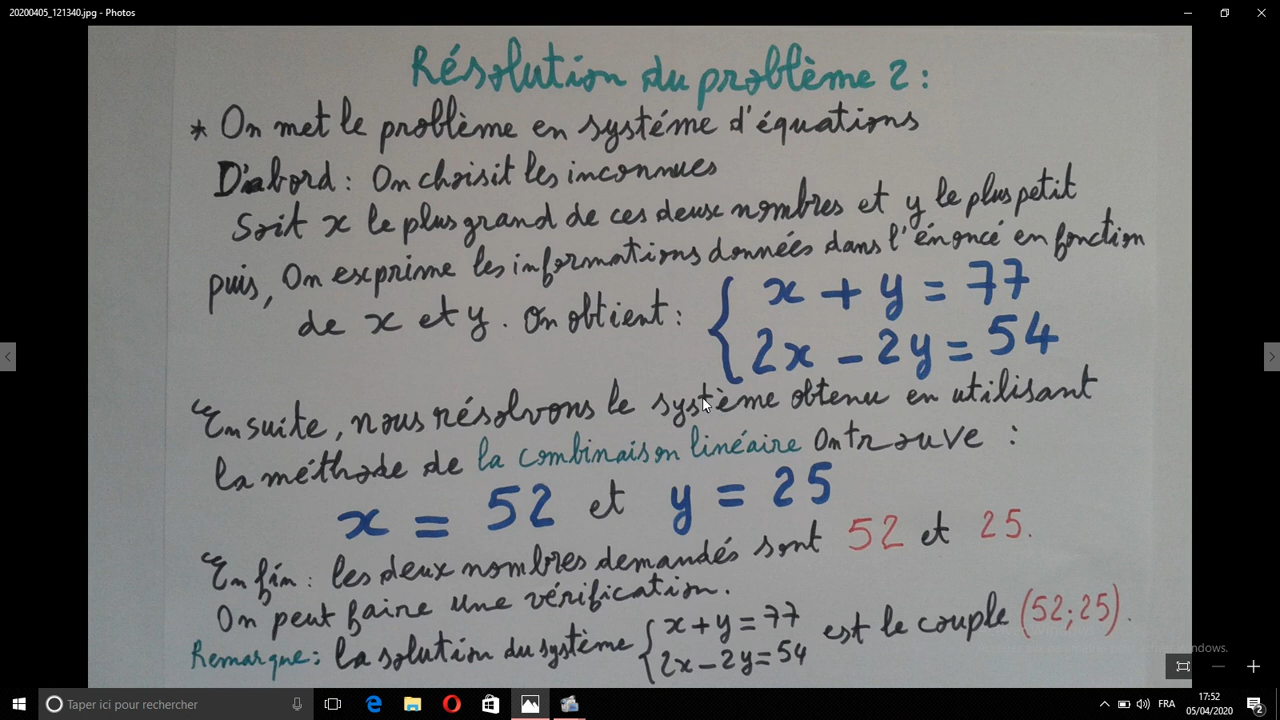 20200405_121340.jpg - Photos
Résolution du problème 2 :
* On met le problème en systéme d'équations
D'abord : On choisit les inconnues
Soit x le plus grand de ces deux nombres et y le plus petit
puis, On exprime les informations données dans l'énoncé en fonction
de x et y. On obtient : { x + y = 77
2x - 2y = 54
Ensuite, nous résolvons le système obtenu en utilisant
la méthode de la combinaison linéaire On trouve :
x = 52 et y = 25
Enfin : les deux nombres demandés sont 52 et 25.
On peut faire une vérification.
Remarque : la solution du système { x + y = 77 est le couple (52 ; 25).
2x - 2y = 54
Taper ici pour rechercher
FRA
17:52
05/04/2020
2